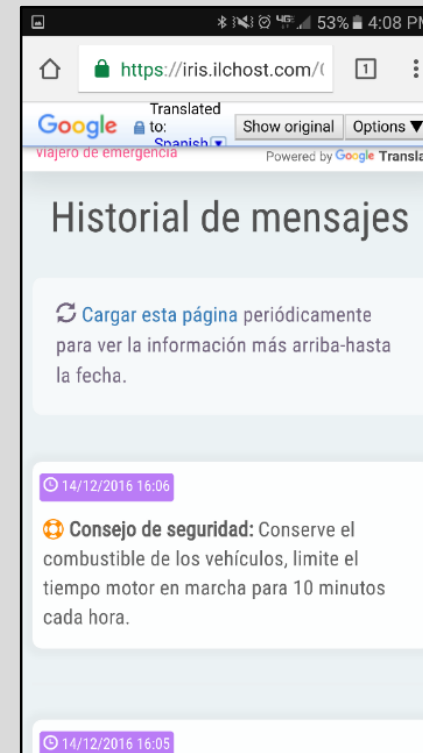 53% 4:08 PM
https://iris.ilchost.com/( 1
Google Translated to: Spanish Show original Options ▼
viajero de emergencia Powered by Google Transla
Historial de mensajes
Cargar esta página periódicamente
para ver la información más arriba-hasta
la fecha.
14/12/2016 16:06
Consejo de seguridad: Conserve el
combustible de los vehículos, limite el
tiempo motor en marcha para 10 minutos
cada hora.
14/12/2016 16:05